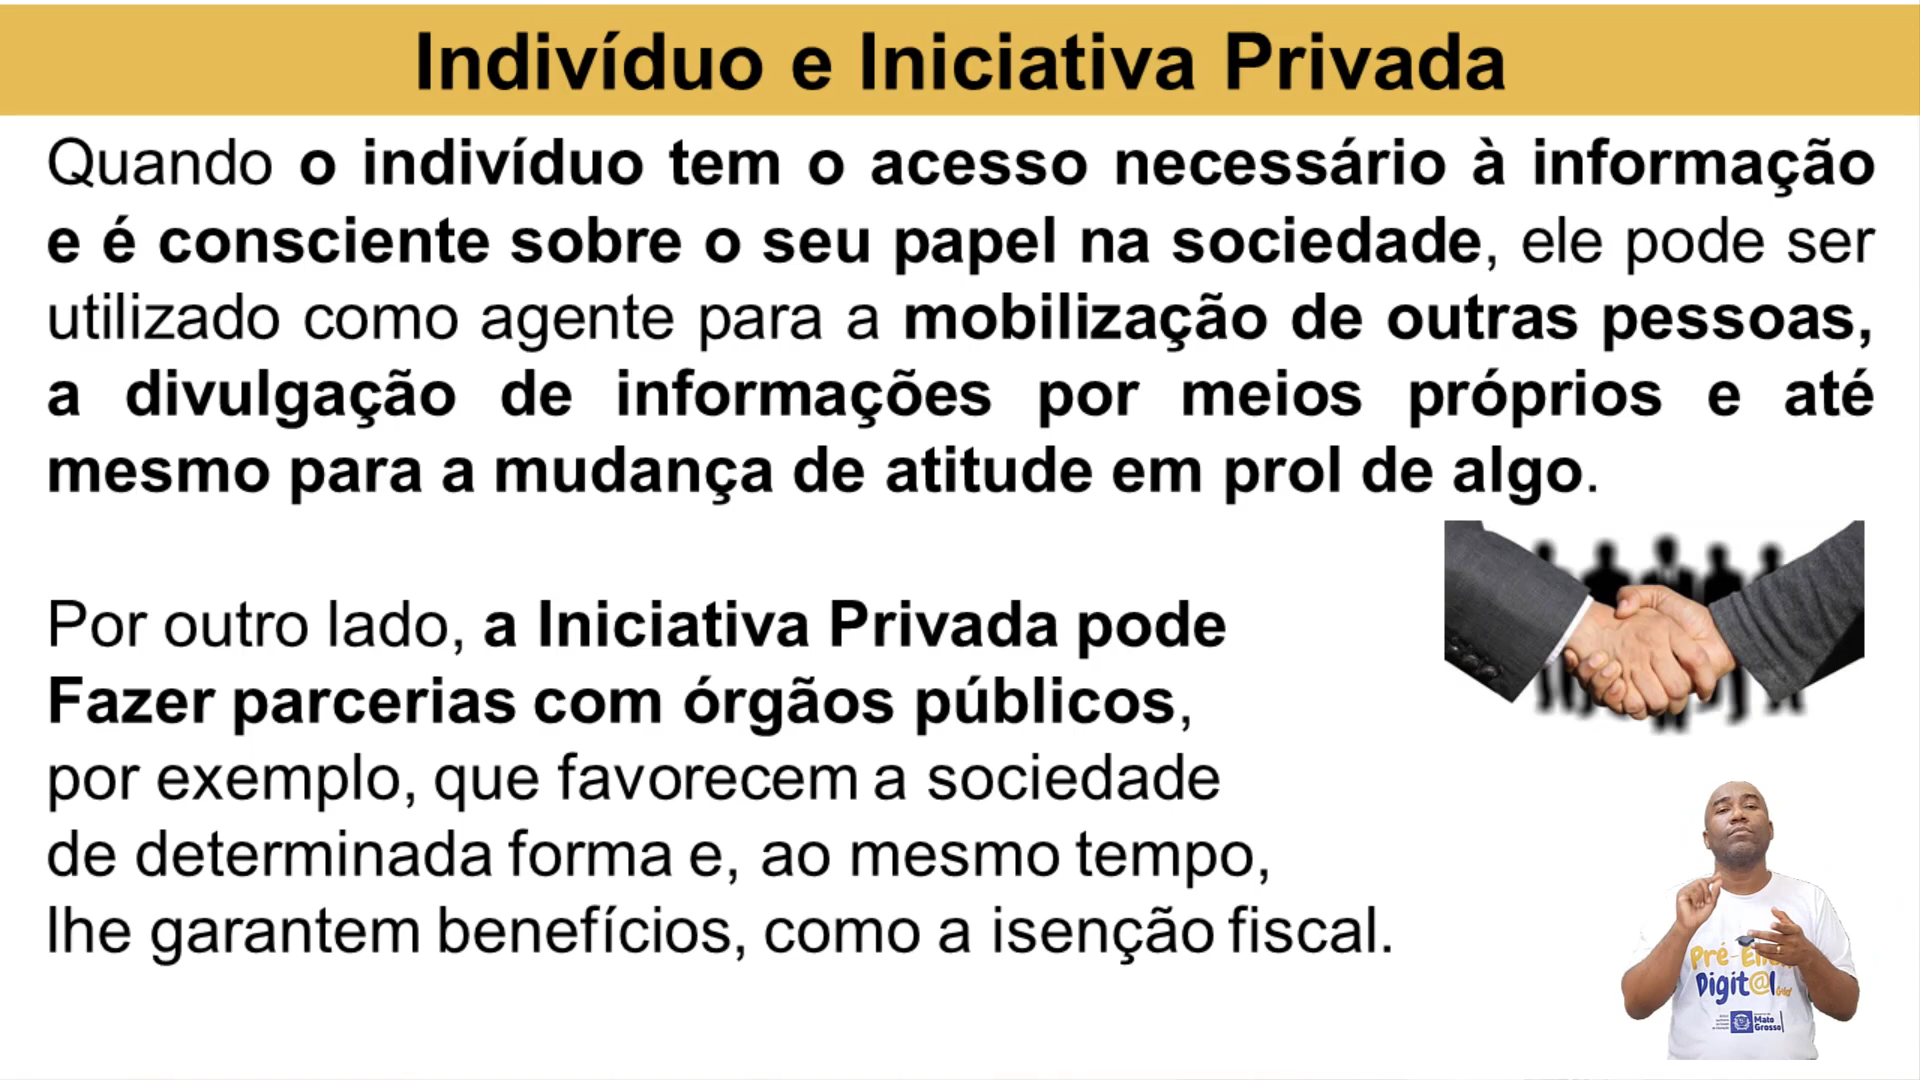 Indivíduo e Iniciativa Privada
Quando o indivíduo tem o acesso necessário à informação
e é consciente sobre o seu papel na sociedade, ele pode ser
utilizado como agente para a mobilização de outras pessoas,
a divulgação de informações por meios próprios e até
mesmo para a mudança de atitude em prol de algo.
Por outro lado, a Iniciativa Privada pode
Fazer parcerias com órgãos públicos,
por exemplo, que favorecem a sociedade
de determinada forma e, ao mesmo tempo,
lhe garantem benefícios, como a isenção fiscal.
Pré-
Digit@l
Mato
Grosso